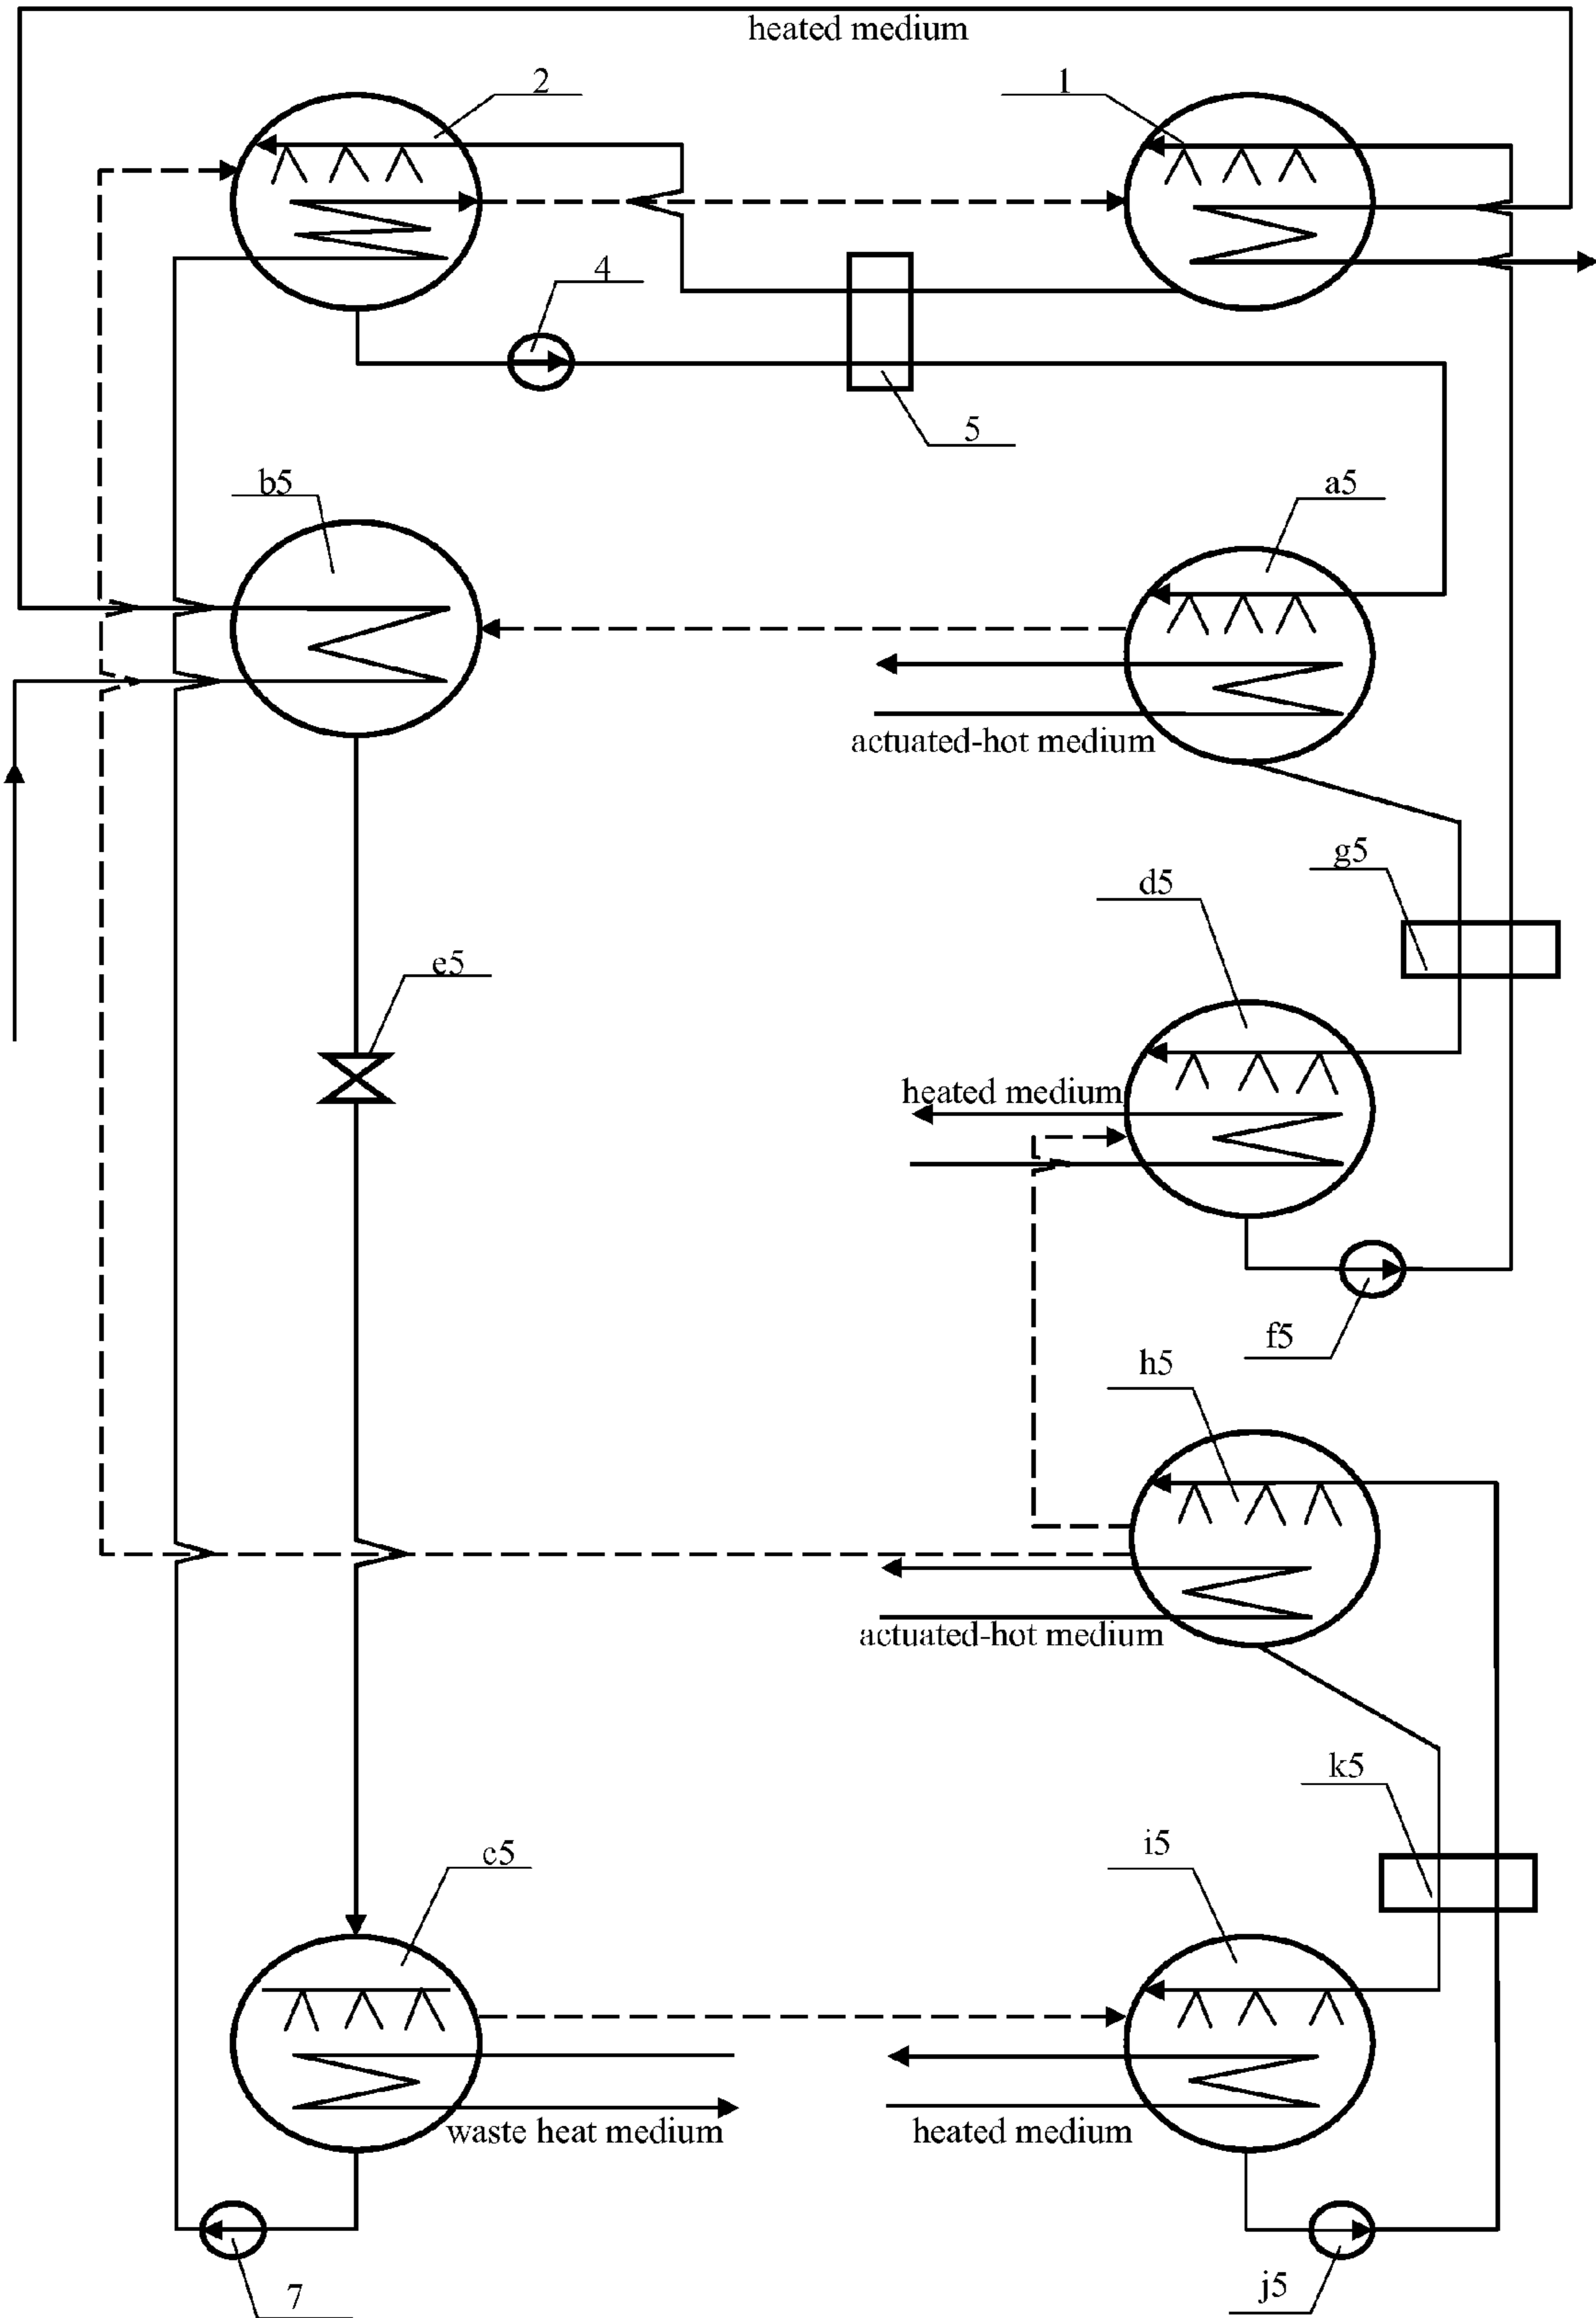 heated medium
2
1
4
5
b5
a5
actuated-hot medium
g5
d5
e5
heated medium
f5
h5
actuated-hot medium
k5
c5
i5
waste heat medium
heated medium
7
j5